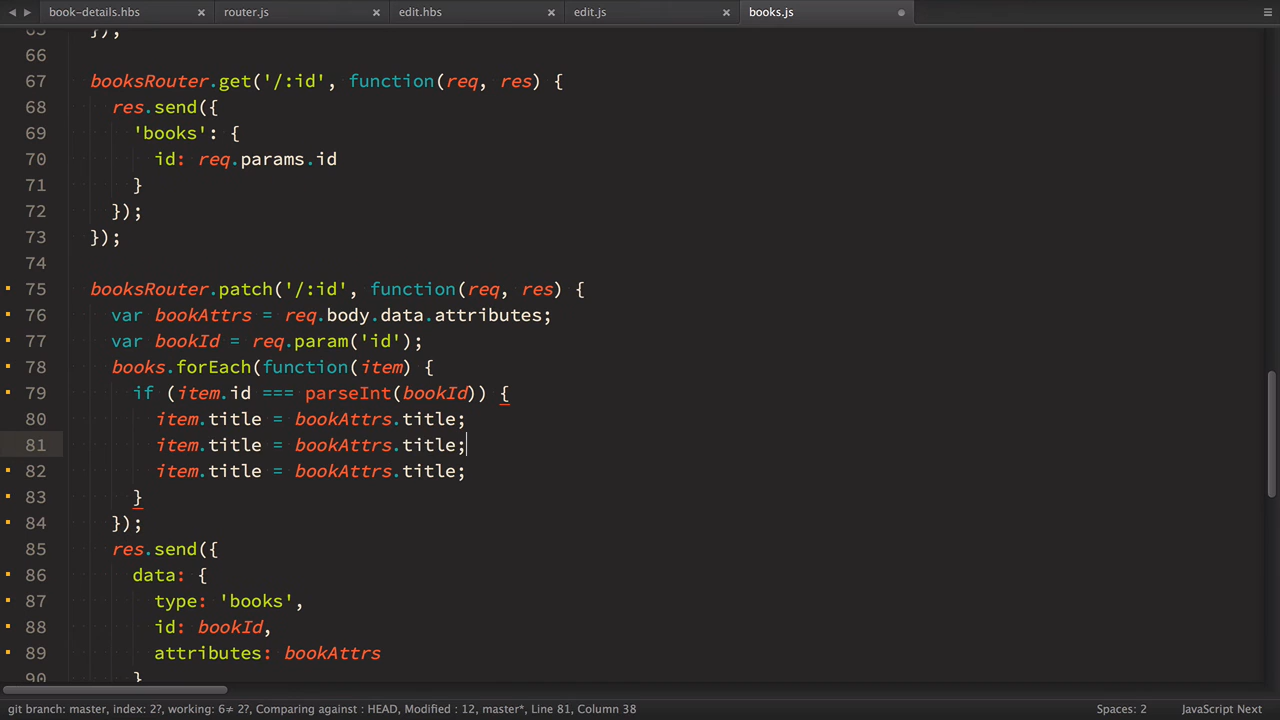 book-details.hbs × router.js × edit.hbs × edit.js × books.js
65 });
66
67 booksRouter.get('/:id', function(req, res) {
68 res.send({
69 'books': {
70 id: req.params.id
71 }
72 });
73 });
74
75 booksRouter.patch('/:id', function(req, res) {
76 var bookAttrs = req.body.data.attributes;
77 var bookId = req.param('id');
78 books.forEach(function(item) {
79 if (item.id === parseInt(bookId)) {
80 item.title = bookAttrs.title;
81 item.title = bookAttrs.title;
82 item.title = bookAttrs.title;
83 }
84 });
85 res.send({
86 data: {
87 type: 'books',
88 id: bookId,
89 attributes: bookAttrs
90 }
git branch: master, index: 2?, working: 6≠ 2?, Comparing against : HEAD, Modified : 12, master*, Line 81, Column 38 Spaces: 2 JavaScript Next